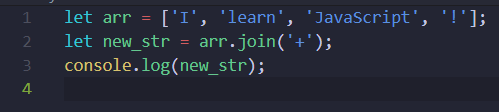 1 let arr = ['I', 'learn', 'JavaScript', '!'];
2 let new_str = arr.join('+');
3 console.log(new_str);
4